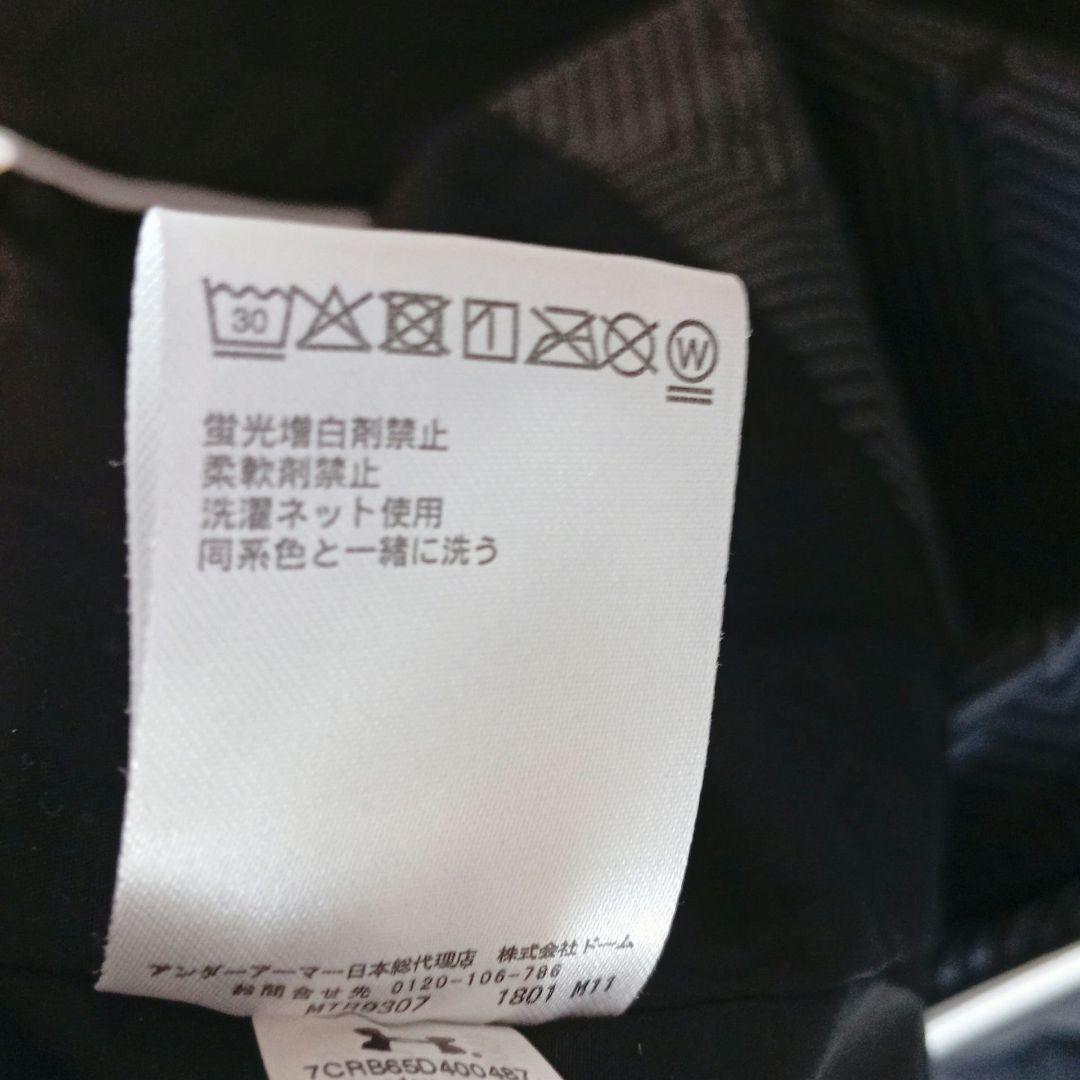 30 W
蛍光増白剤禁止
柔軟剤禁止
洗濯ネット使用
同系色と一緒に洗う
アンダーアーマー日本総代理店 株式会社ドーム
お問合せ先 0120-106-786
MTR9307 1801 M11
7CRB65D400487